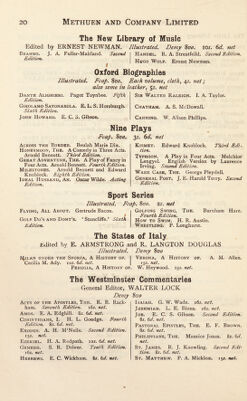 20 METHUEN AND COMPANY LIMITED
The New Library of Music
Edited by ERNEST NEWMAN. Illustrated. Demy 8vo. 10s. 6d. net
BRAHMS. J. A. Fuller-Maitland. Second Edition.
HANDEL. R. A. Streatfeild. Second Edition.
HUGO WOLF. Ernest Newman.
Oxford Biographies
Illustrated. Fcap. 8vo. Each volume, cloth, 4s. net;
also some in leather, 5s. net
DANTE ALIGHIERI. Paget Toynbee. Fifth Edition.
GIROLAMO SAVONAROLA. E. L. S. Horsburgh. Sixth Edition.
JOHN HOWARD. E. C. S. Gibson.
SIR WALTER RALEIGH. I. A. Taylor.
CHATHAM. A. S. McDowall.
CANNING. W. Alison Phillips.
Nine Plays
Fcap. 8vo. 3s. 6d. net
ACROSS THE BORDER. Beulah Marie Dix.
HONEYMOON, THE. A Comedy in Three Acts. Arnold Bennett. Third Edition.
GREAT ADVENTURE, THE. A Play of Fancy in Four Acts. Arnold Bennett. Fourth Edition.
MILESTONES. Arnold Bennett and Edward Knoblock. Eighth Edition.
IDEAL HUSBAND, AN. Oscar Wilde. Acting Edition.
KISMET. Edward Knoblock. Third Edition.
TYPHOON. A Play in Four Acts. Melchior Lengyel. English Version by Laurence Irving. Second Edition.
WARE CASE, THE. George Pleydell.
GENERAL POST. J. E. Harold Terry. Second Edition.
Sport Series
Illustrated. Fcap. 8vo. 2s. net
FLYING, ALL ABOUT. Gertrude Bacon.
GOLF DO'S AND DONT'S. 'Stancliffe.' Sixth Edition.
GOLFING SWING, THE. Burnham Hare. Fourth Edition.
HOW TO SWIM. H.R. Austin.
WRESTLING. P. Longhurst.
The States of Italy
Edited by E. ARMSTRONG and R. LANGTON DOUGLAS
Illustrated. Demy 8vo
MILAN UNDER THE SFORZA, A HISTORY OF. Cecilia M. Ady. 12s. 6d. net.
VERONA, A HISTORY OF. A. M. Allen. 15s. net.
PERUGIA, A HISTORY OF. W. Heywood. 15s. net.
The Westminster Commentaries
General Editor, WALTER LOCK
Demy 8vo
ACTS OF THE APOSTLES, THE. R. B. Rackham. Seventh Edition. 16s. net.
AMOS. E. A. Edghill. 8s. 6d. net.
CORINTHIANS, I. H. L. Goudge. Fourth Edition. 8s. 6d. net.
EXODUS. A. H. M'Neile. Second Edition. 15s. net.
EZEKIEL. H. A. Redpath. 12s. 6d. net.
GENESIS. S. R. Driver. Tenth Edition. 16s. net.
HEBREWS. E. C. Wickham. 8s. 6d. net.
ISAIAH. G. W. Wade. 16s. net.
JEREMIAH. L. E. Binns. 16s. net.
JOB. E. C. S. Gibson. Second Edition. 8s. 6d. net.
PASTORAL EPISTLES, THE. E. F. Brown. 8s. 6d. net.
PHILIPPIANS, THE. Maurice Jones. 8s. 6d. net.
ST. JAMES. R. J. Knowling. Second Edition. 8s. 6d. net.
ST. MATTHEW. P. A. Micklem. 15s. net.